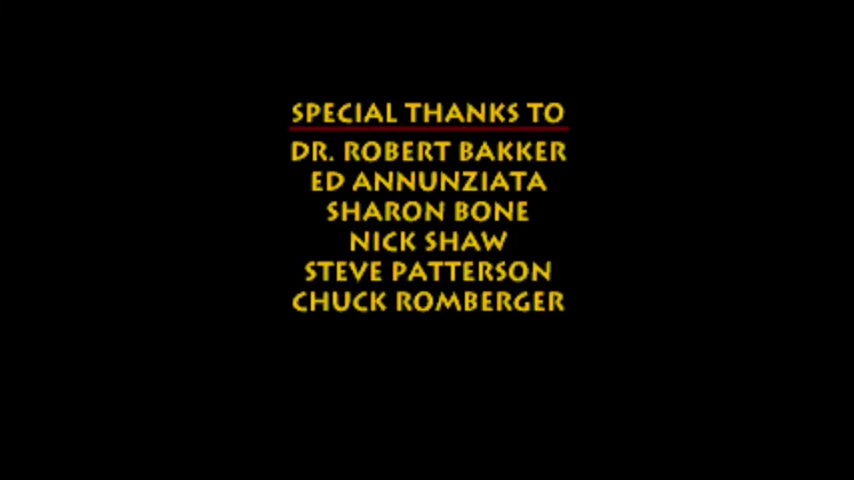 SPECIAL THANKS TO
DR. ROBERT BAKKER
ED ANNUNZIATA
SHARON BONE
NICK SHAW
STEVE PATTERSON
CHUCK ROMBERGER